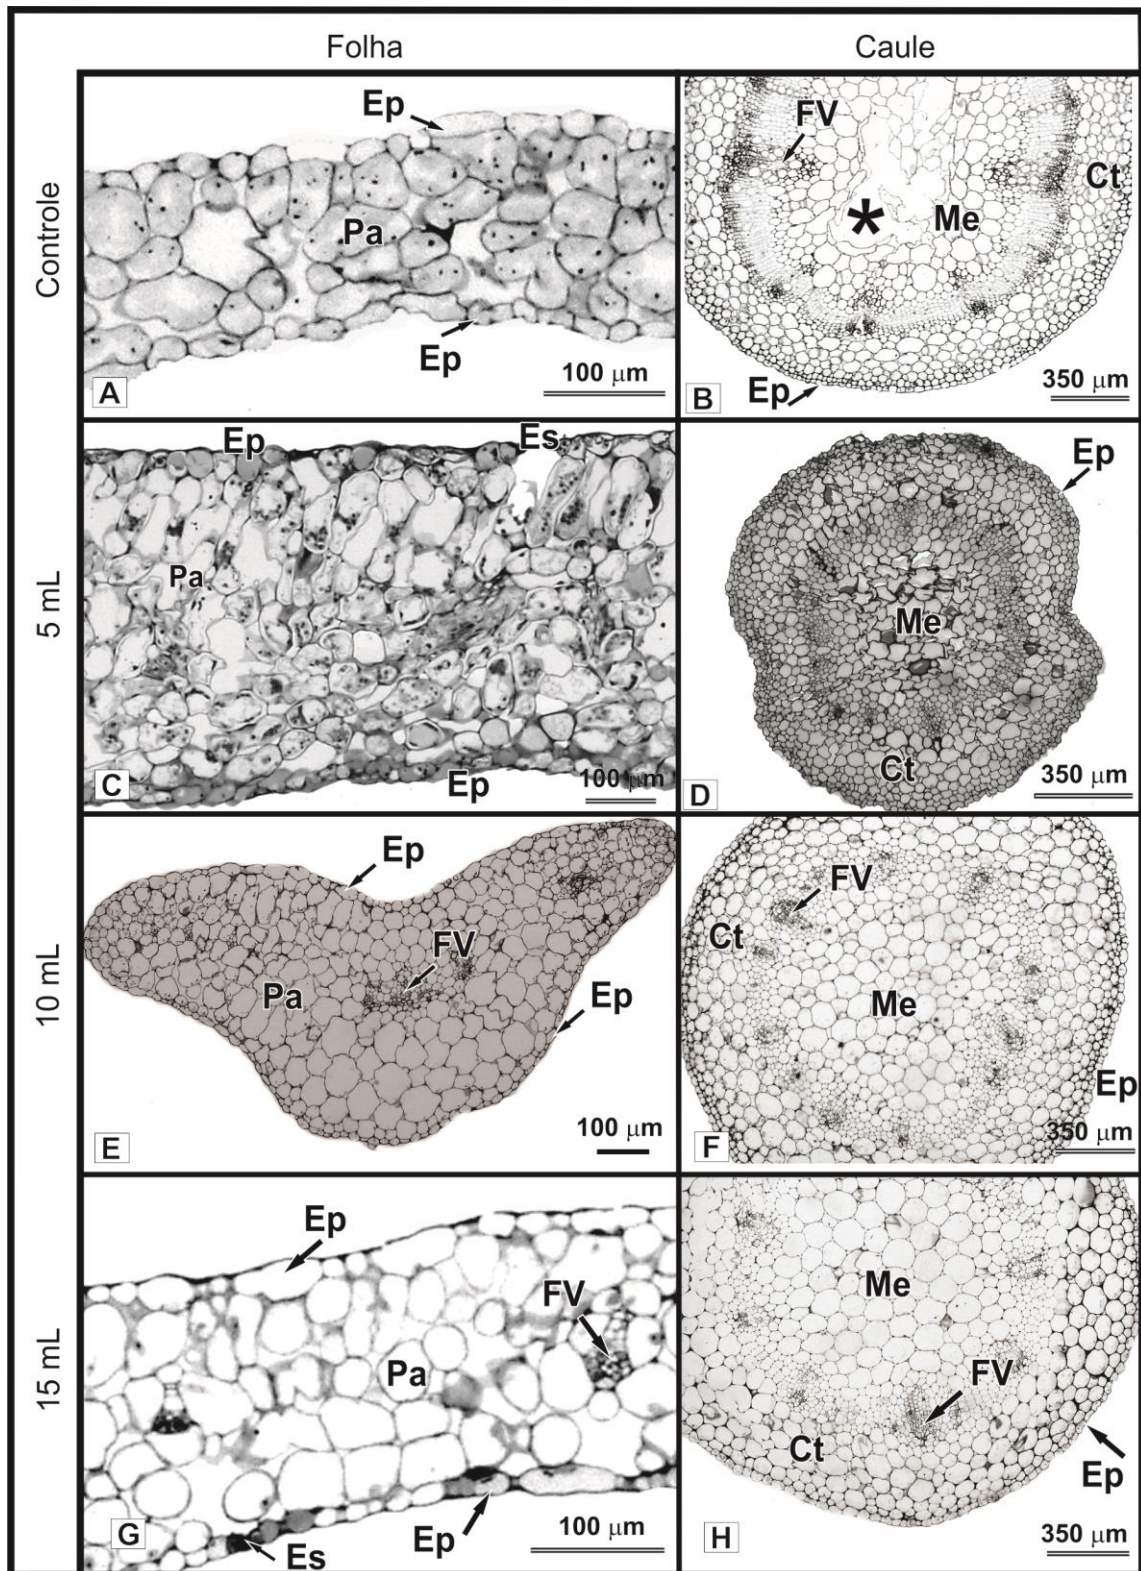 Folha
Caule
Controle
Ep
Pa
Ep
A
100 µm
FV
Ct
Me
*
B
Ep
350 µm
5 mL
Ep
Es
Pa
C
Ep
100 µm
Ep
Me
Ct
D
350 µm
10 mL
Ep
FV
Pa
Ep
E
100 µm
FV
Ct
Me
Ep
F
350 µm
15 mL
Ep
FV
Pa
G
Es
Ep
100 µm
Me
FV
Ct
Ep
H
350 µm